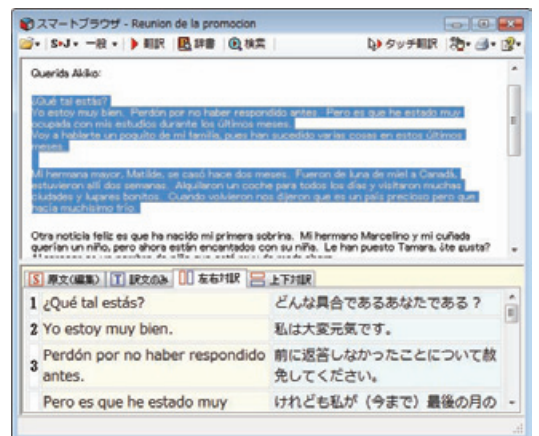 スマートブラウザ - Reunion de la promocion
S▸J 一般 翻訳 辞書 検索 タッチ翻訳
Querida Akiko:
¿Qué tal estás?
Yo estoy muy bien. Perdón por no haber respondido antes. Pero es que he estado muy
ocupada con mis estudios durante los últimos meses.
Voy a hablarte un poquito de mi familia, pues han sucedido varias cosas en estos últimos
meses.
Mi hermana mayor, Matilde, se casó hace dos meses. Fueron de luna de miel a Canadá,
estuvieron allí dos semanas. Alquilaron un coche para todos los días y visitaron muchas
ciudades y lugares bonitos. Cuando volvieron nos dijeron que es un país precioso pero que
hacía muchísimo frío.
Otra noticia feliz es que ha nacido mi primera sobrina. Mi hermano Marcelino y mi cuñada
querían un niño, pero ahora están encantados con su niña. Le han puesto Tamara, ¿te gusta?
S 原文(編集) T 訳文のみ 左右対訳 上下対訳
1 ¿Qué tal estás? どんな具合であるあなたである？
2 Yo estoy muy bien. 私は大変元気です。
3 Perdón por no haber respondido antes. 前に返答しなかったことについて赦免してください。
Pero es que he estado muy けれども私が（今まで）最後の月の